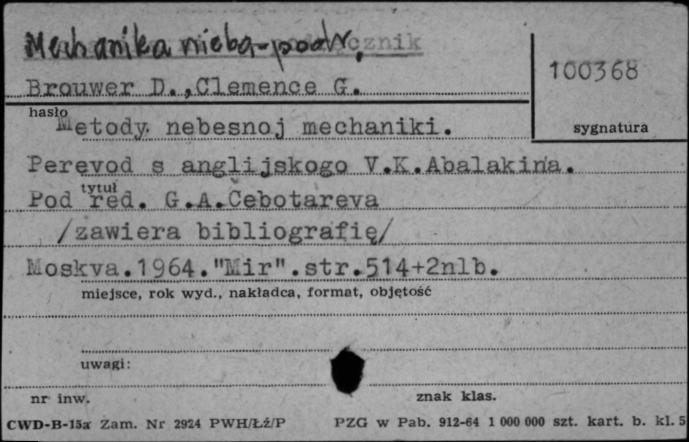 Mechanika nieba - podr.
Brouwer D.,Clemence G.
100368
hasło
Metody nebesnoj mechaniki.
sygnatura
Perevod s anglijskogo V.K.Abalakina.
tytuł
Pod red. G.A.Čebotareva
/zawiera bibliografię/
Moskva.1964."Mir".str.514+2nlb.
miejsce, rok wyd., nakładca, format, objętość
uwagi:
nr inw.
znak klas.
CWD-B-15a Zam. Nr 2924 PWH/Łź/P PZG w Pab. 912-64 1 000 000 szt. kart. b. kl. 5